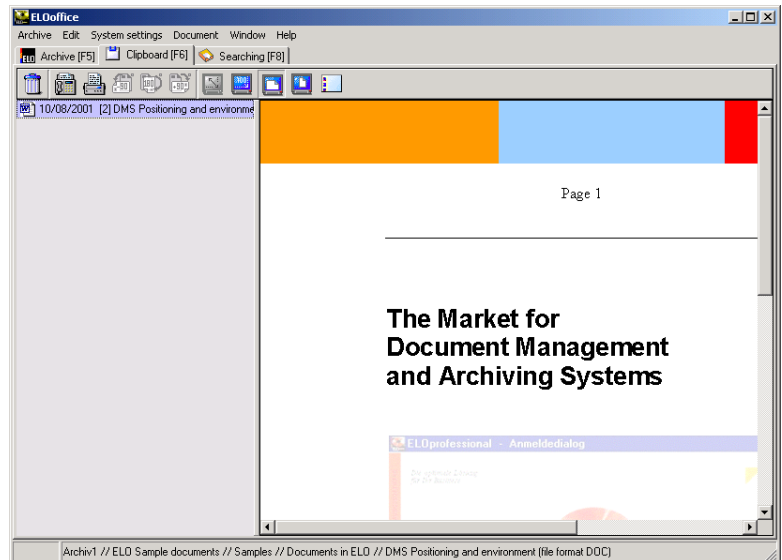 ELOoffice
Archive Edit System settings Document Window Help
ELO Archive [F5] Clipboard [F6] Searching [F8]
10/08/2001 [2] DMS Positioning and environme
Page 1
The Market for
Document Management
and Archiving Systems
ELOprofessional - Anmeldedialog
Archiv1 // ELO Sample documents // Samples // Documents in ELO // DMS Positioning and environment (file format DOC)